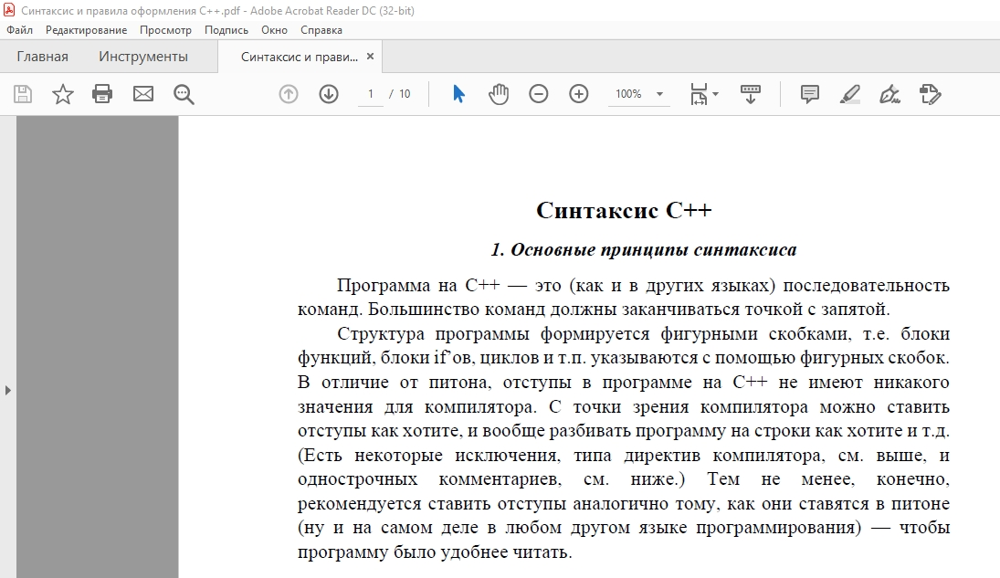 Синтаксис и правила оформления С++.pdf - Adobe Acrobat Reader DC (32-bit)
Файл Редактирование Просмотр Подпись Окно Справка
Главная Инструменты Синтаксис и прави... ×
1 / 10 100%
Синтаксис С++
1. Основные принципы синтаксиса
Программа на С++ — это (как и в других языках) последовательность
команд. Большинство команд должны заканчиваться точкой с запятой.
Структура программы формируется фигурными скобками, т.е. блоки
функций, блоки if’ов, циклов и т.п. указываются с помощью фигурных скобок.
В отличие от питона, отступы в программе на С++ не имеют никакого
значения для компилятора. С точки зрения компилятора можно ставить
отступы как хотите, и вообще разбивать программу на строки как хотите и т.д.
(Есть некоторые исключения, типа директив компилятора, см. выше, и
однострочных комментариев, см. ниже.) Тем не менее, конечно,
рекомендуется ставить отступы аналогично тому, как они ставятся в питоне
(ну и на самом деле в любом другом языке программирования) — чтобы
программу было удобнее читать.